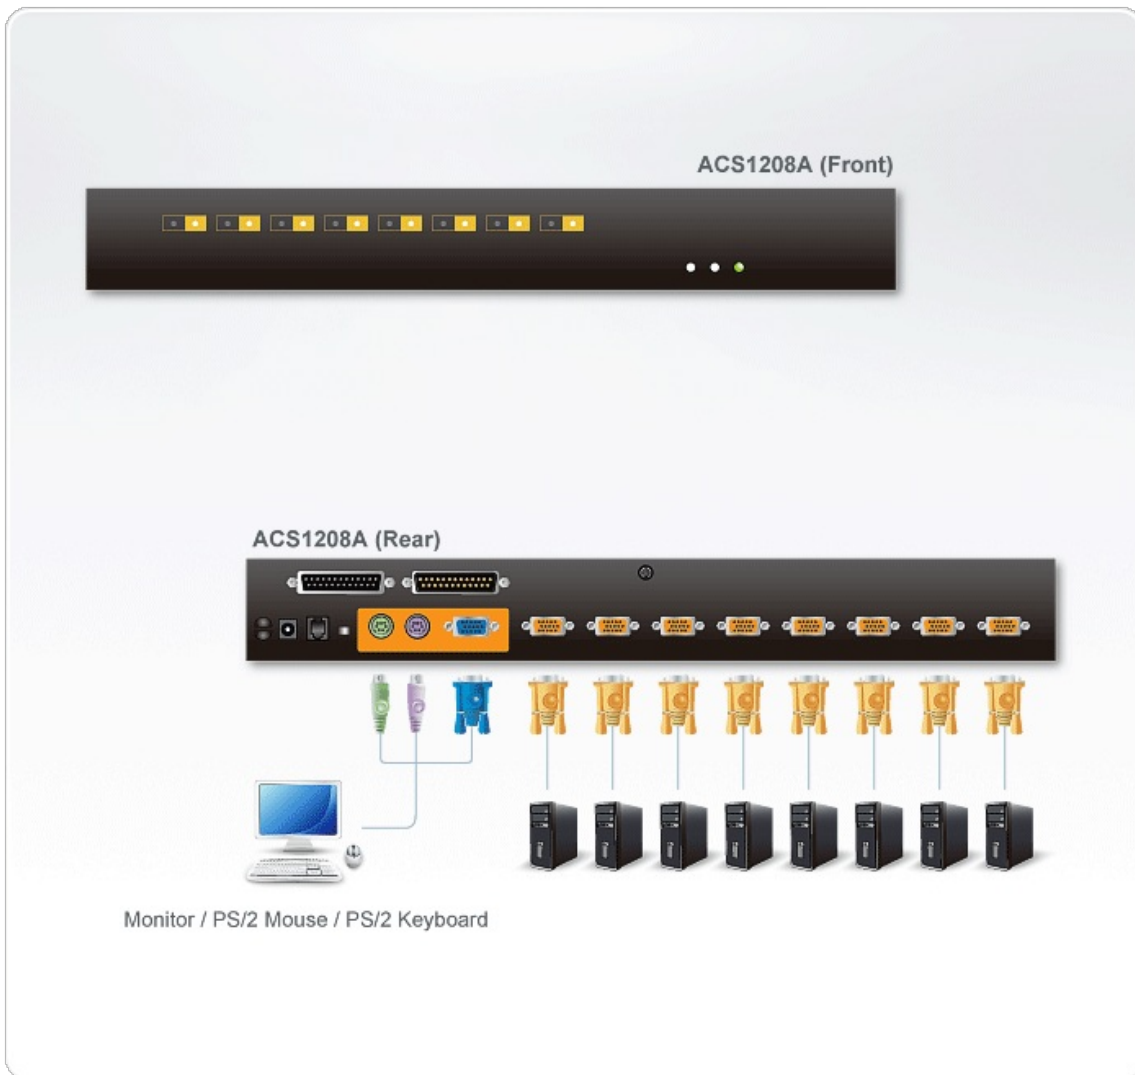 ACS1208A (Front)
ACS1208A (Rear)
Monitor / PS/2 Mouse / PS/2 Keyboard